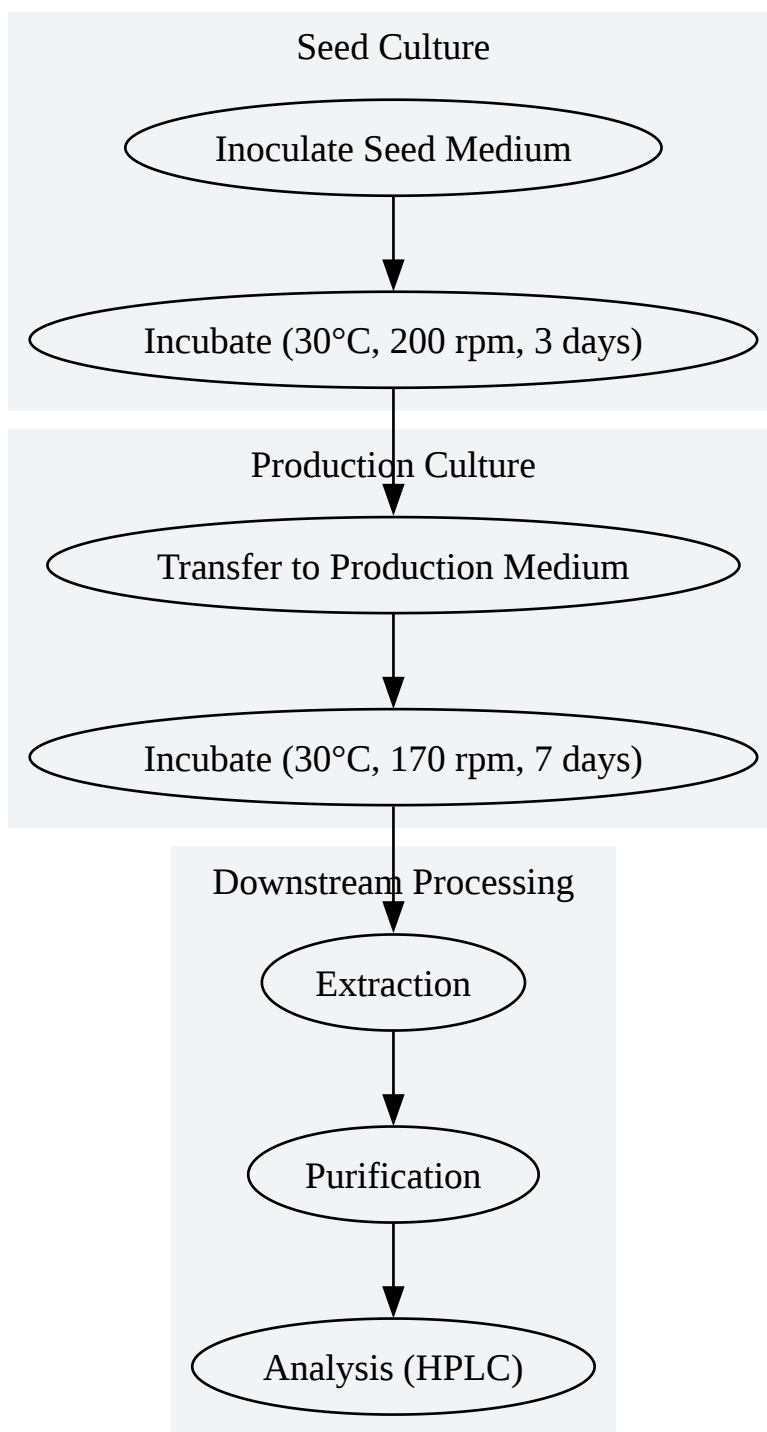 Seed Culture
Inoculate Seed Medium
Incubate (30°C, 200 rpm, 3 days)
Production Culture
Transfer to Production Medium
Incubate (30°C, 170 rpm, 7 days)
Downstream Processing
Extraction
Purification
Analysis (HPLC)